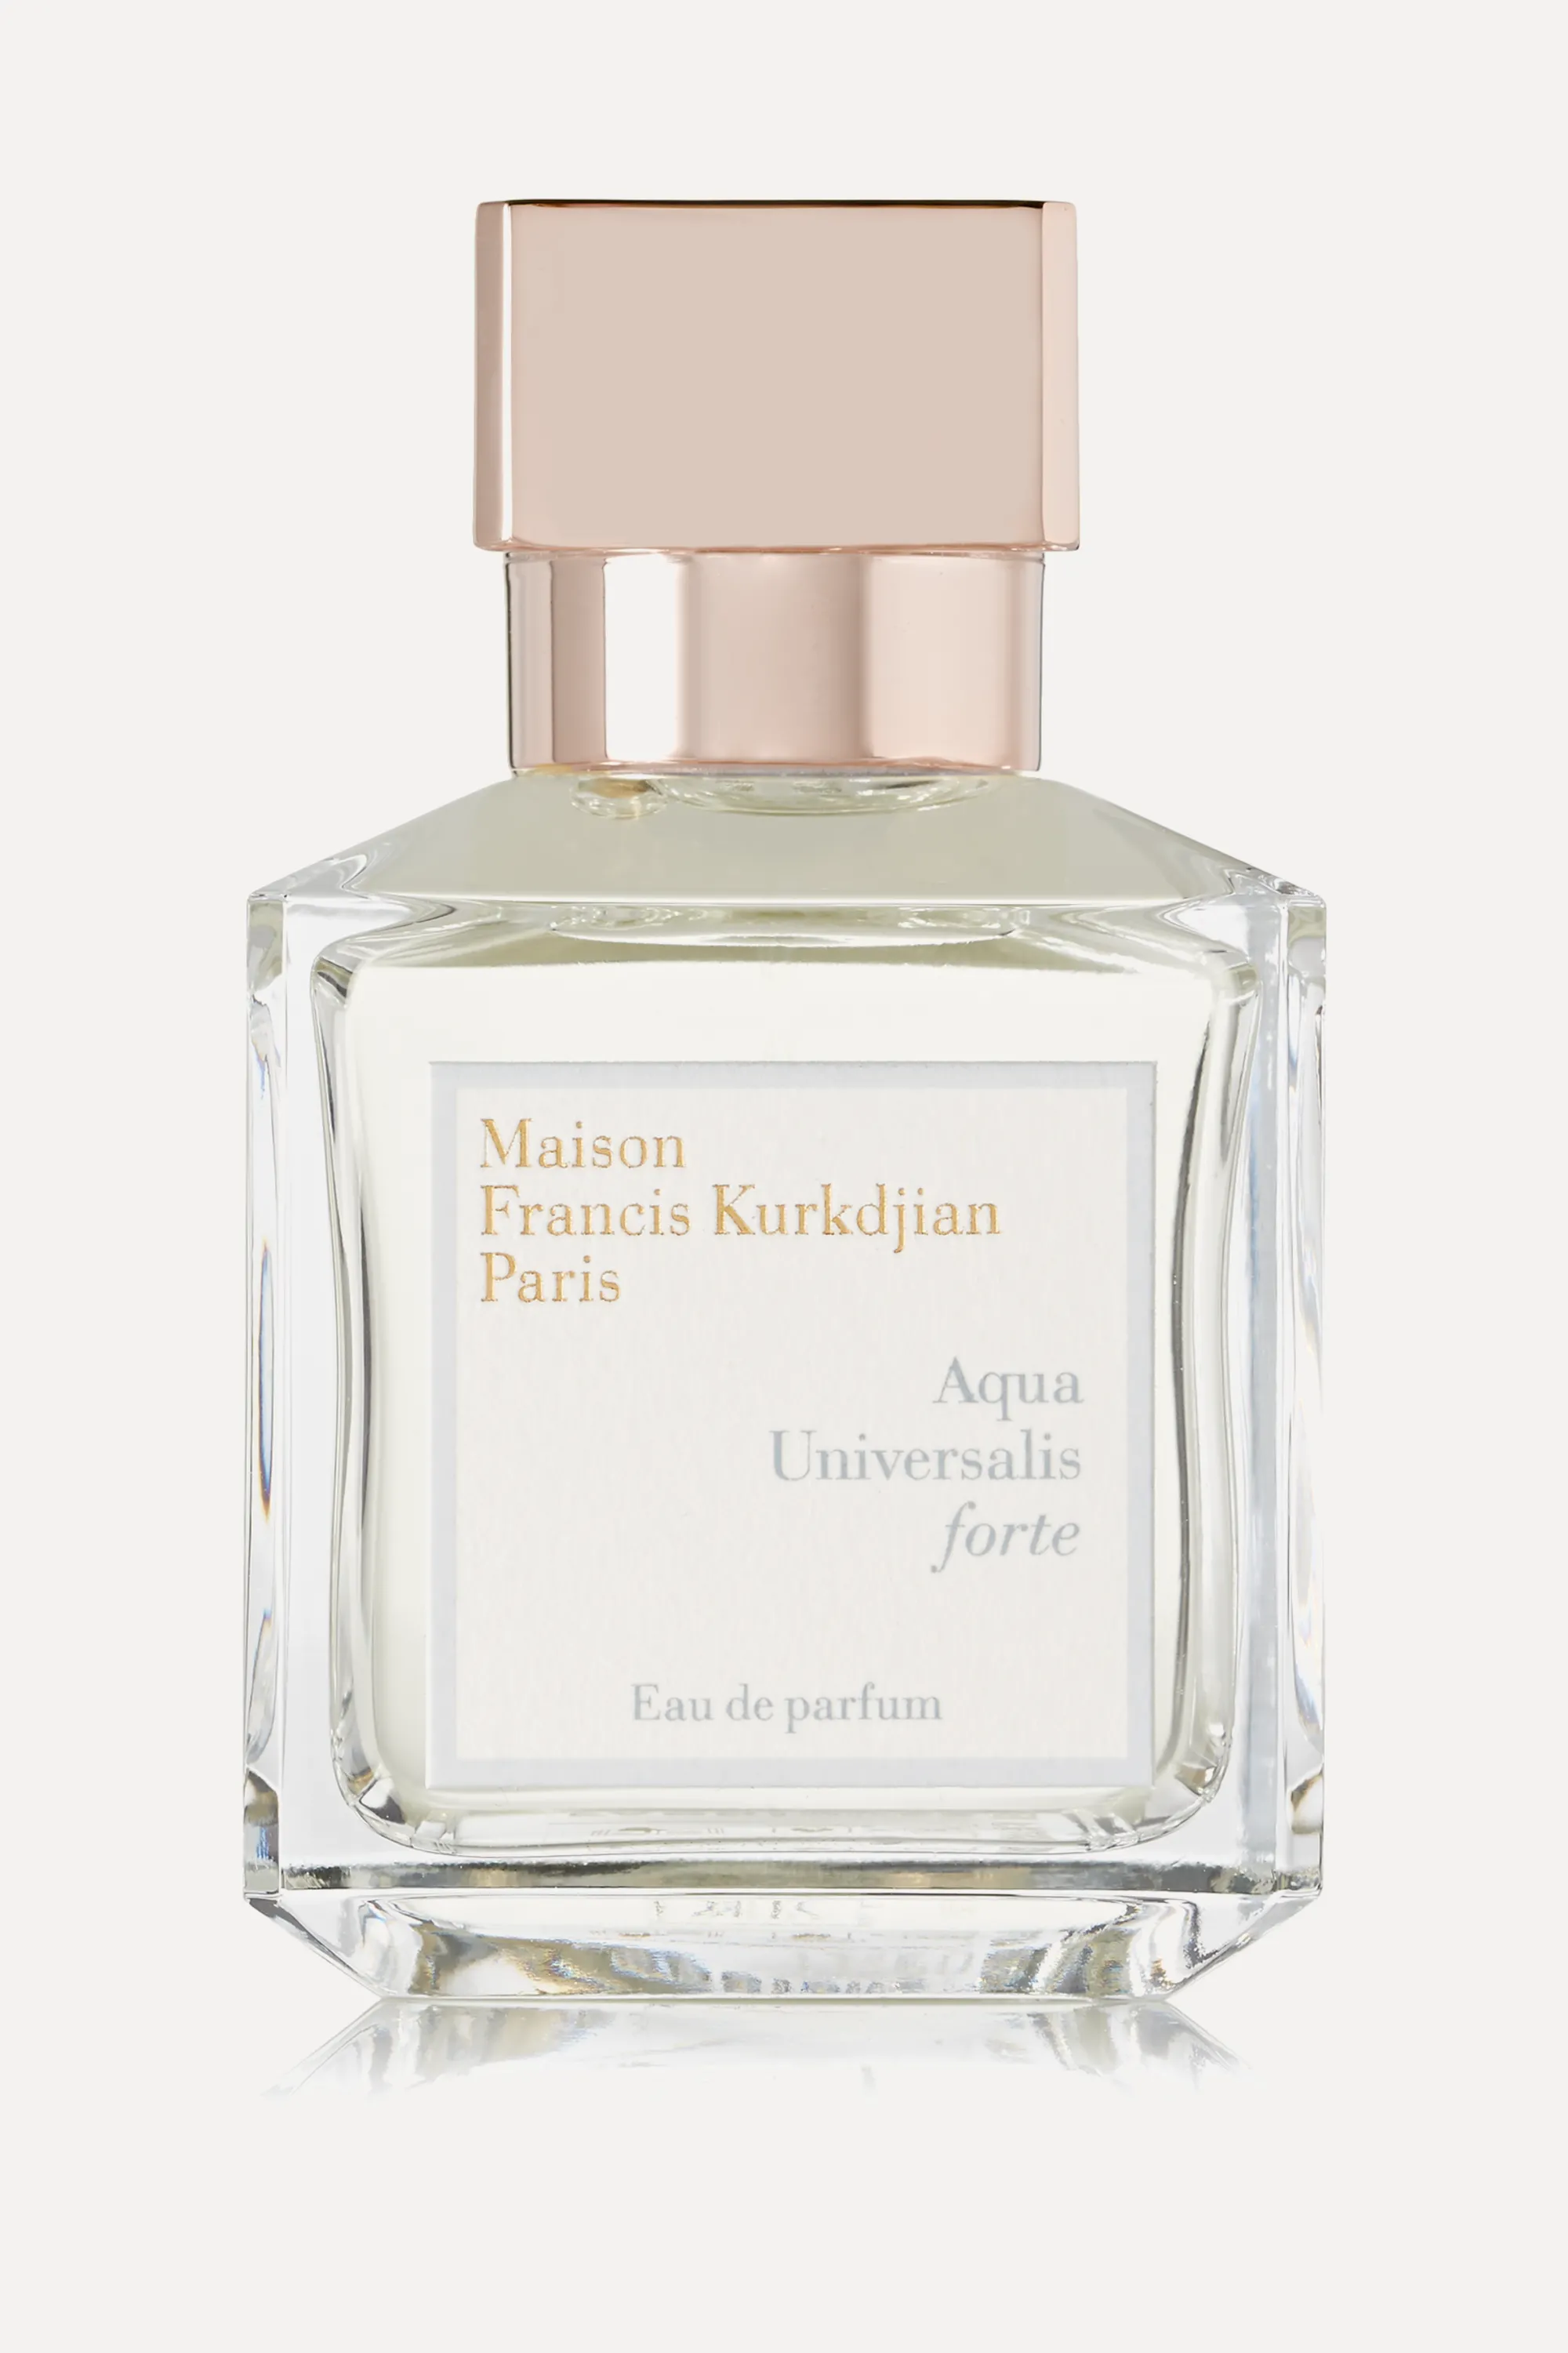 Maison
Francis Kurkdjian
Paris
Aqua
Universalis
forte
Eau de parfum